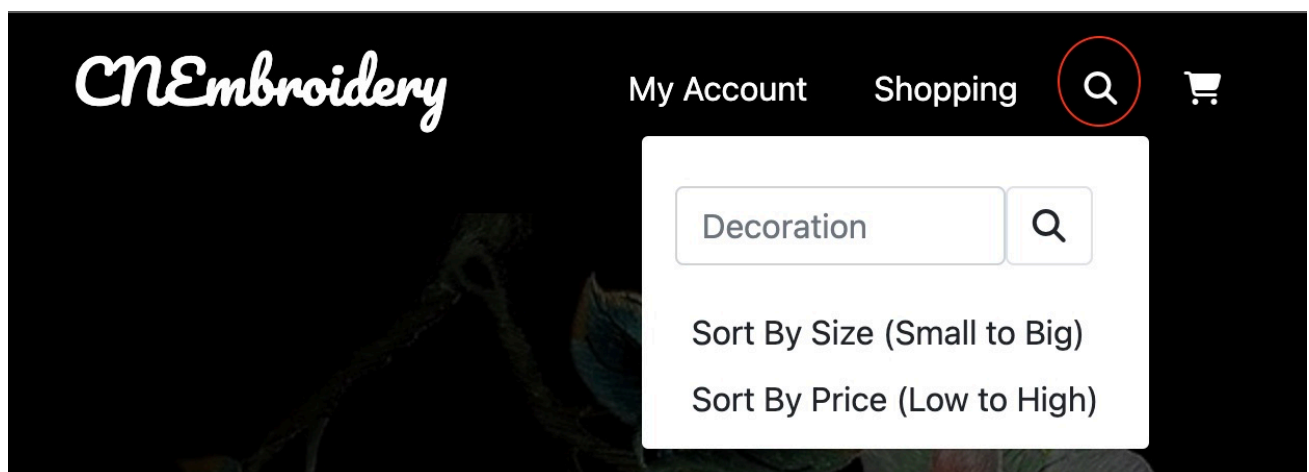 CNEmbroidery
My Account Shopping
Decoration
Sort By Size (Small to Big)
Sort By Price (Low to High)